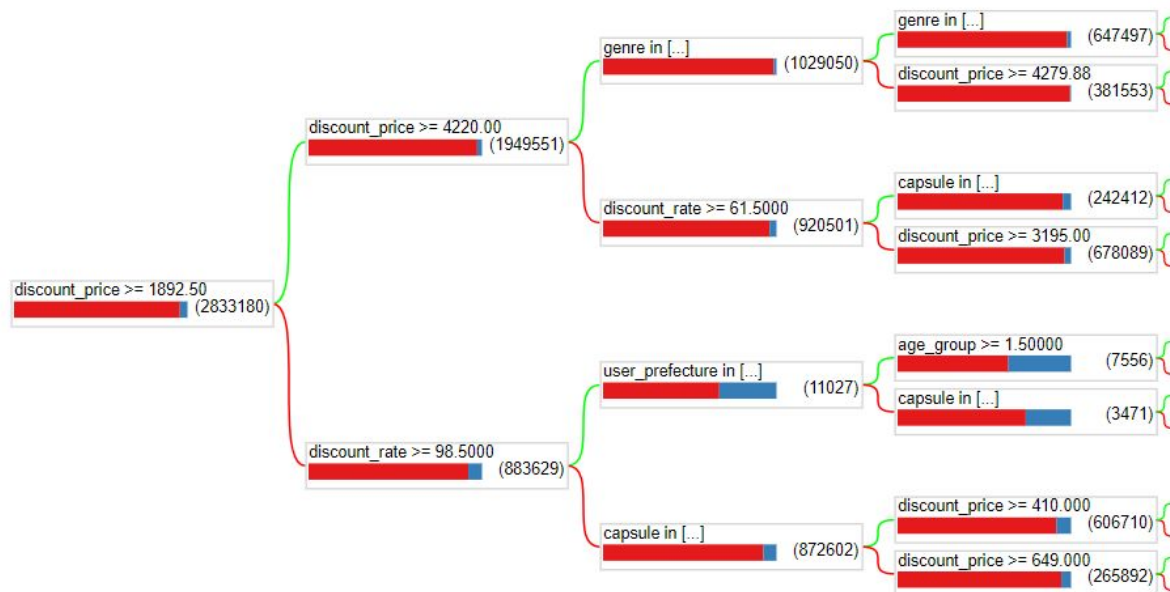 discount_price >= 1892.50
(2833180)
discount_price >= 4220.00
(1949551)
discount_rate >= 98.5000
(883629)
genre in [...]
(1029050)
discount_rate >= 61.5000
(920501)
user_prefecture in [...]
(11027)
capsule in [...]
(872602)
genre in [...]
(647497)
discount_price >= 4279.88
(381553)
capsule in [...]
(242412)
discount_price >= 3195.00
(678089)
age_group >= 1.50000
(7556)
capsule in [...]
(3471)
discount_price >= 410.000
(606710)
discount_price >= 649.000
(265892)